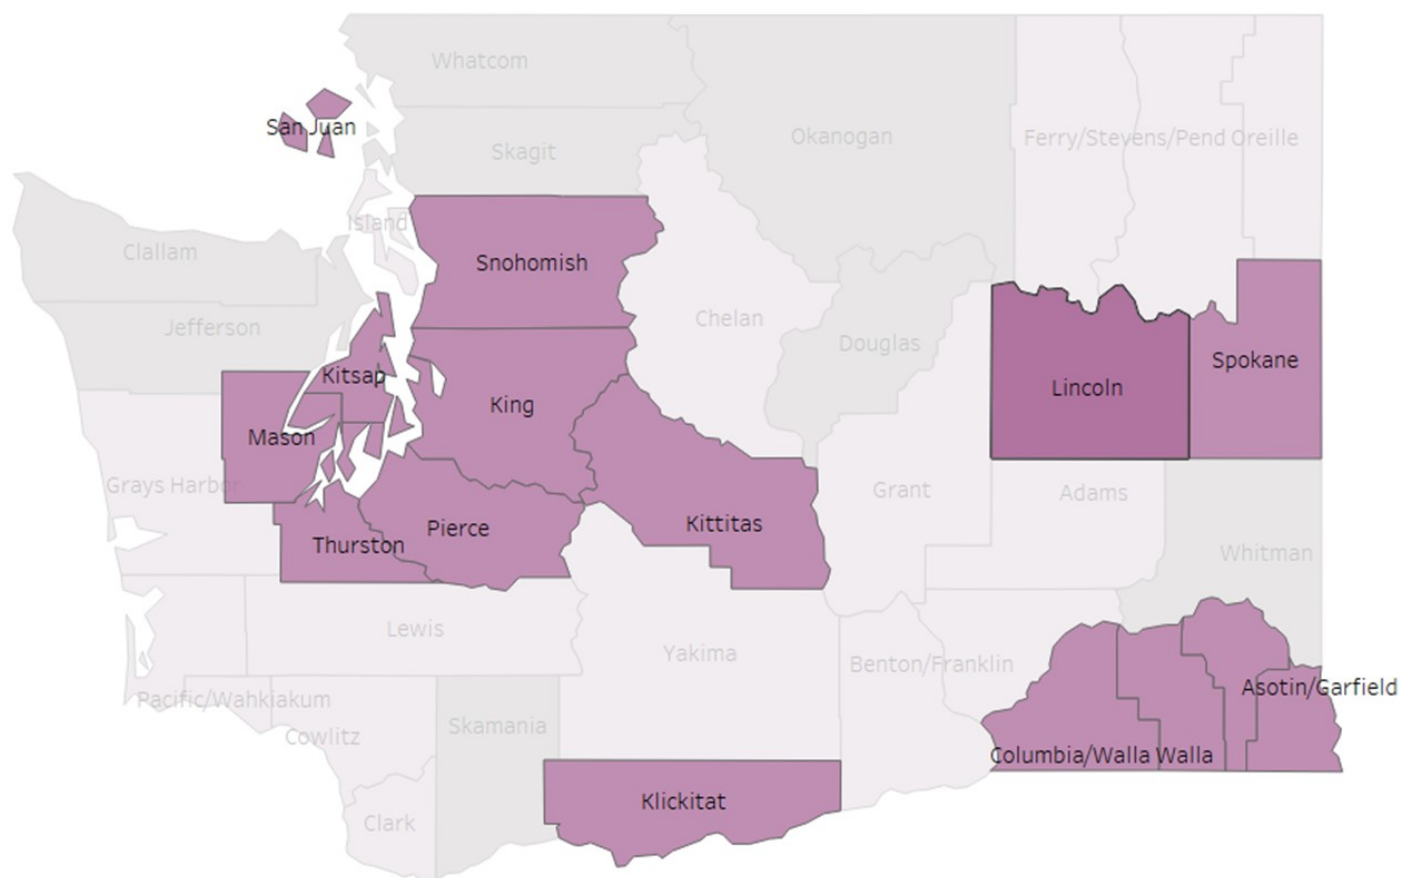 Whatcom
San Juan
Okanogan
Ferry/Stevens/Pend Oreille
Skagit
Island
Clallam
Snohomish
Jefferson
Chelan
Douglas
Kitsap
Spokane
Lincoln
King
Mason
Grays Harbor
Grant
Adams
Kittitas
Pierce
Thurston
Whitman
Lewis
Yakima
Benton/Franklin
Asotin/Garfield
Pacific/Wahkiakum
Skamania
Cowlitz
Columbia/Walla Walla
Klickitat
Clark